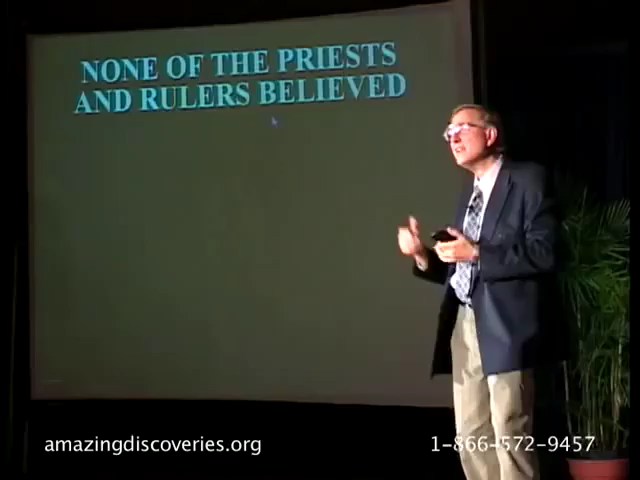 NONE OF THE PRIESTS
AND RULERS BELIEVED
amazingdiscoveries.org
1-866-572-9457